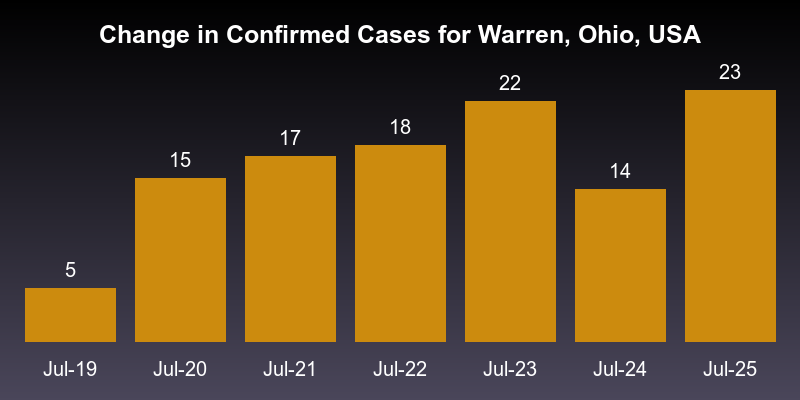 Change in Confirmed Cases for Warren, Ohio, USA
5 15 17 18 22 14 23
Jul-19 Jul-20 Jul-21 Jul-22 Jul-23 Jul-24 Jul-25